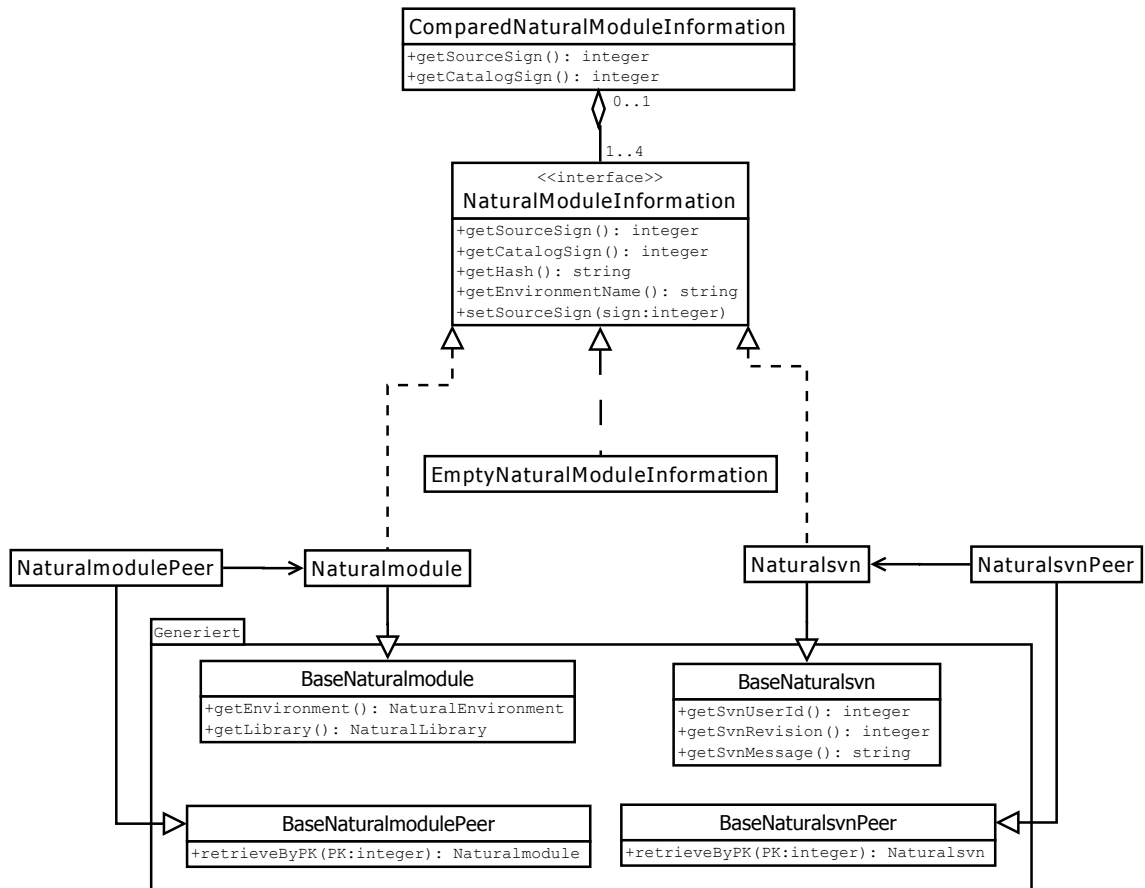 ComparedNaturalModuleInformation
+getSourceSign(): integer
+getCatalogSign(): integer
0..1
1..4
<<interface>>
NaturalModuleInformation
+getSourceSign(): integer
+getCatalogSign(): integer
+getHash(): string
+getEnvironmentName(): string
+setSourceSign(sign:integer)
EmptyNaturalModuleInformation
NaturalmodulePeer
Naturalmodule
Naturalsvn
NaturalsvnPeer
Generiert
BaseNaturalmodule
+getEnvironment(): NaturalEnvironment
+getLibrary(): NaturalLibrary
BaseNaturalsvn
+getSvnUserId(): integer
+getSvnRevision(): integer
+getSvnMessage(): string
BaseNaturalmodulePeer
+retrieveByPK(PK:integer): Naturalmodule
BaseNaturalsvnPeer
+retrieveByPK(PK:integer): Naturalsvn